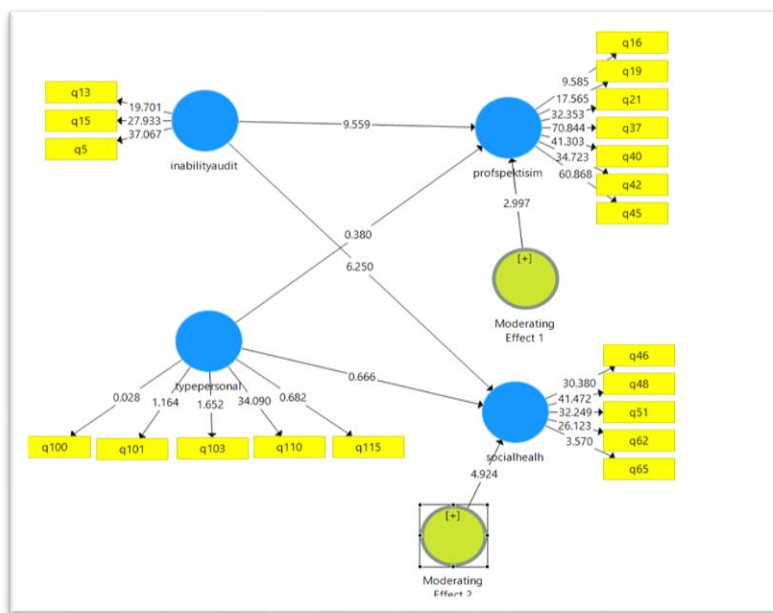 q16
q19
q21
q37
q40
q42
q45
9.585
17.565
32.353
70.844
41.303
34.723
60.868
profspektisim
q13
q15
q5
19.701
27.933
37.067
inabilityaudit
9.559
2.997
0.380
6.250
[+]
Moderating
Effect 1
typepersonal
0.666
0.028
1.164
1.652
34.090
0.682
q100
q101
q103
q110
q115
q46
q48
q51
q62
q65
30.380
41.472
32.249
26.123
3.570
socialhealh
4.924
[+]
Moderating
Effect 2